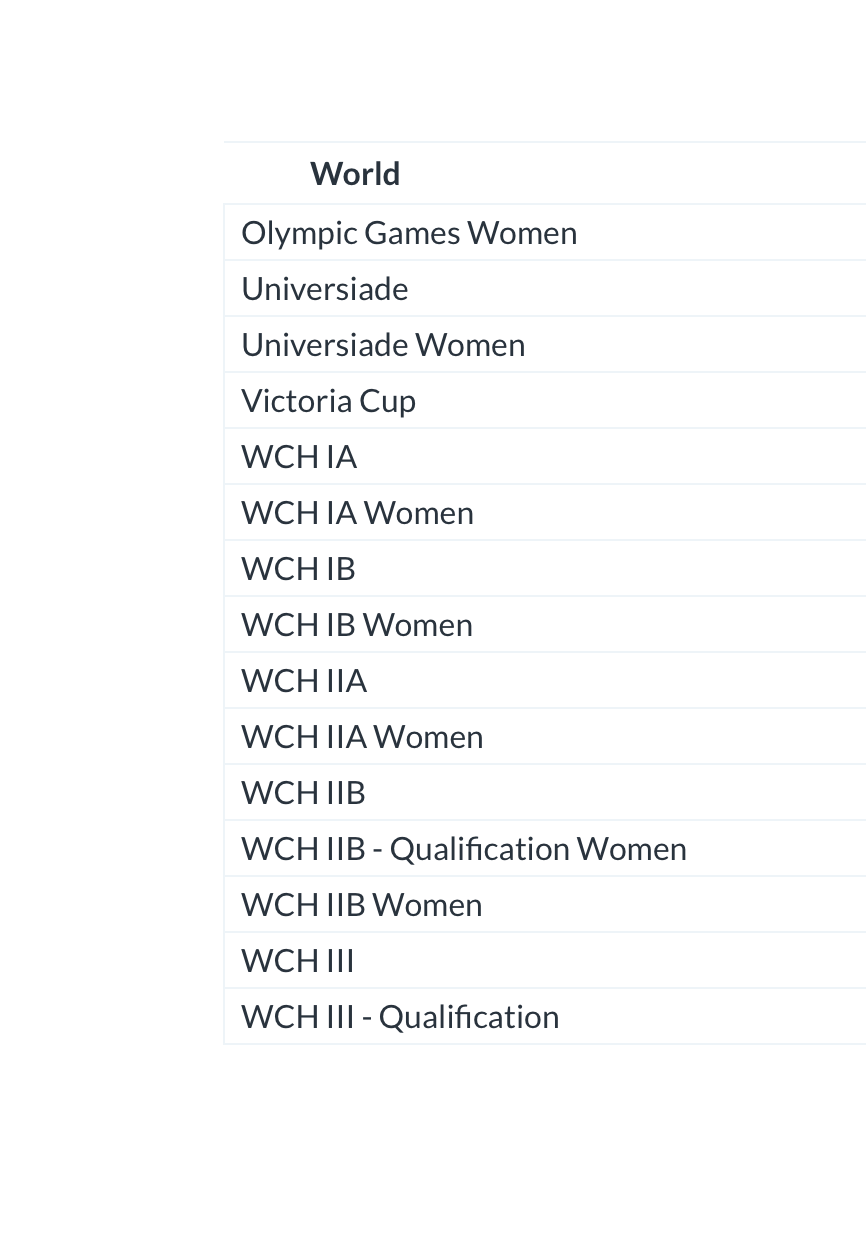 World
Olympic Games Women
Universiade
Universiade Women
Victoria Cup
WCH IA
WCH IA Women
WCH IB
WCH IB Women
WCH IIA
WCH IIA Women
WCH IIB
WCH IIB - Qualification Women
WCH IIB Women
WCH III
WCH III - Qualification